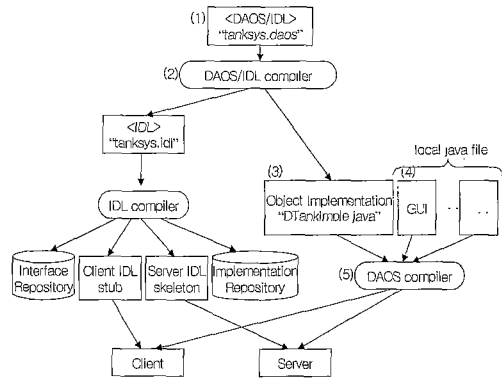 (1) <DAOS/IDL>
"tanksys.daos"
(2) DAOS/IDL compiler
<IDL>
"tanksys.idl"
local java file
(3)
(4)
Object Implementation
"DTankImple java"
GUI
.. ..
IDL compiler
Interface
Repository
Client IDL
stub
Server IDL
skeleton
Implementation
Repository
(5) DAOS compiler
Client
Server